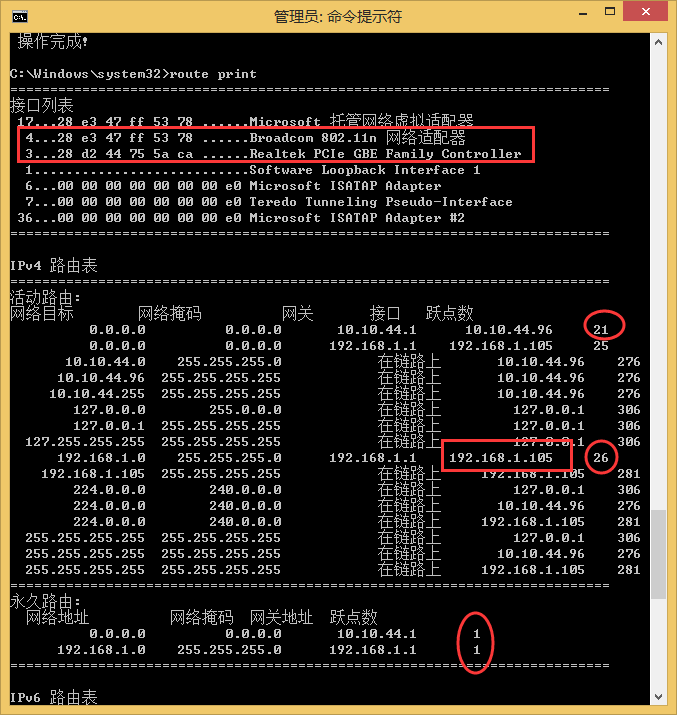 管理员: 命令提示符
操作完成!
C:\Windows\system32>route print
===========================================================================
接口列表
17...28 e3 47 ff 53 78 ......Microsoft 托管网络虚拟适配器
4...28 e3 47 ff 53 78 ......Broadcom 802.11n 网络适配器
3...28 d2 44 75 5a ca ......Realtek PCIe GBE Family Controller
1...........................Software Loopback Interface 1
6...00 00 00 00 00 00 00 e0 Microsoft ISATAP Adapter
7...00 00 00 00 00 00 00 e0 Teredo Tunneling Pseudo-Interface
36...00 00 00 00 00 00 00 e0 Microsoft ISATAP Adapter #2
===========================================================================
IPv4 路由表
===========================================================================
活动路由:
网络目标 网络掩码 网关 接口 跃点数
0.0.0.0 0.0.0.0 10.10.44.1 10.10.44.96 21
0.0.0.0 0.0.0.0 192.168.1.1 192.168.1.105 25
10.10.44.0 255.255.255.0 在链路上 10.10.44.96 276
10.10.44.96 255.255.255.255 在链路上 10.10.44.96 276
10.10.44.255 255.255.255.255 在链路上 10.10.44.96 276
127.0.0.0 255.0.0.0 在链路上 127.0.0.1 306
127.0.0.1 255.255.255.255 在链路上 127.0.0.1 306
127.255.255.255 255.255.255.255 在链路上 127.0.0.1 306
192.168.1.0 255.255.255.0 192.168.1.1 192.168.1.105 26
192.168.1.105 255.255.255.255 在链路上 192.168.1.105 281
224.0.0.0 240.0.0.0 在链路上 127.0.0.1 306
224.0.0.0 240.0.0.0 在链路上 10.10.44.96 276
224.0.0.0 240.0.0.0 在链路上 192.168.1.105 281
255.255.255.255 255.255.255.255 在链路上 127.0.0.1 306
255.255.255.255 255.255.255.255 在链路上 10.10.44.96 276
255.255.255.255 255.255.255.255 在链路上 192.168.1.105 281
===========================================================================
永久路由:
网络地址 网络掩码 网关地址 跃点数
0.0.0.0 0.0.0.0 10.10.44.1 1
192.168.1.0 255.255.255.0 192.168.1.1 1
===========================================================================
IPv6 路由表